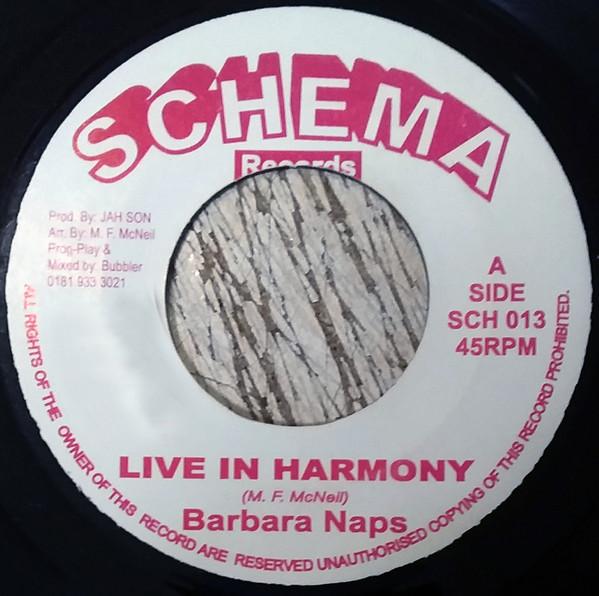 SCHEMA
Records
Prod. By: JAH SON
Arr. By: M. F. McNeil
Prog-Play &
Mixed by: Bubbler
0181 933 3021
A
SIDE
SCH 013
45RPM
LIVE IN HARMONY
(M. F. McNeil)
Barbara Naps
ALL RIGHTS OF THE OWNER OF THIS RECORD ARE RESERVED UNAUTHORISED COPYING OF THIS RECORD PROHIBITED.